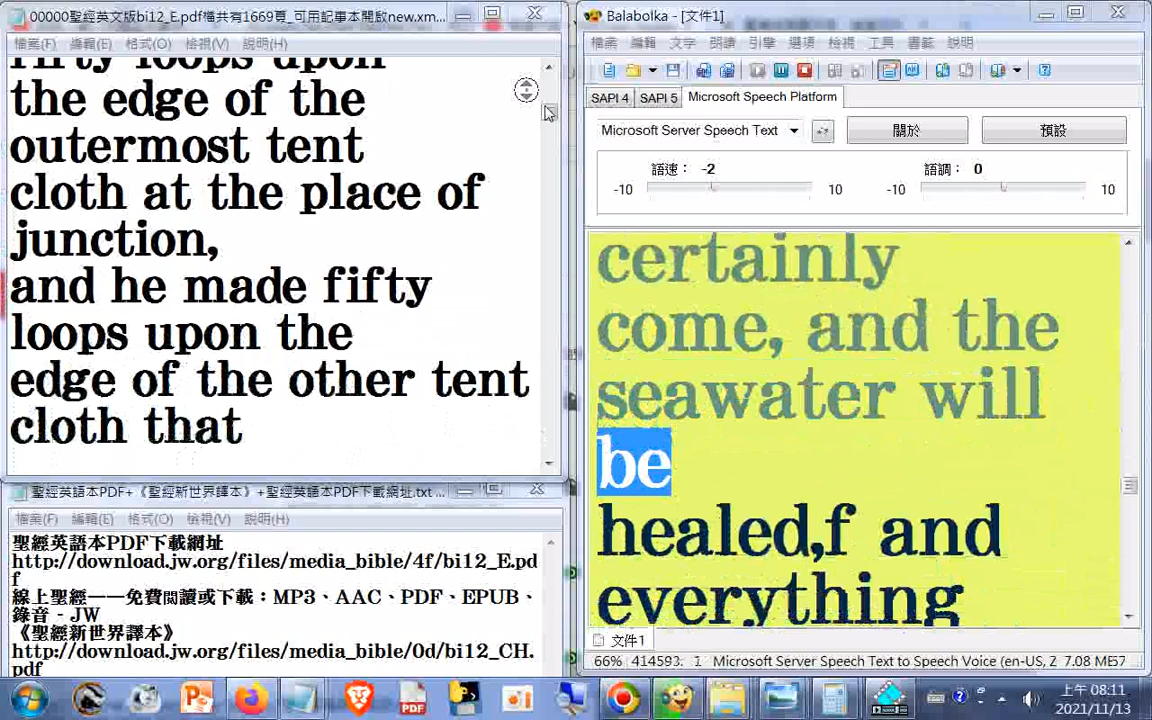 00000聖經英文版bi12_E.pdf檔共有1669頁_可用記事本開啟new.xm...
檔案(F) 編輯(E) 格式(O) 檢視(V) 說明(H)
fifty loops upon
the edge of the
outermost tent
cloth at the place of
junction,
and he made fifty
loops upon the
edge of the other tent
cloth that
聖經英語本PDF+《聖經新世界譯本》+聖經英語本PDF下載網址.txt ...
檔案(F) 編輯(E) 格式(O) 檢視(V) 說明(H)
聖經英語本PDF下載網址
http://download.jw.org/files/media_bible/4f/bi12_E.pd
f
線上聖經——免費閱讀或下載：MP3、AAC、PDF、EPUB、
錄音 - JW
《聖經新世界譯本》
http://download.jw.org/files/media_bible/0d/bi12_CH.
pdf
Balabolka - [文件1]
檔案 編輯 文字 朗讀 引擎 選項 檢視 工具 書籤 說明
SAPI 4 SAPI 5 Microsoft Speech Platform
Microsoft Server Speech Text 關於 預設
語速： -2 語調： 0
-10 10 -10 10
certainly
come, and the
seawater will
be
healed,f and
everything
文件1
66% 414593: 1 Microsoft Server Speech Text to Speech Voice (en-US, Z 7.08 ME57
上午 08:11
2021/11/13